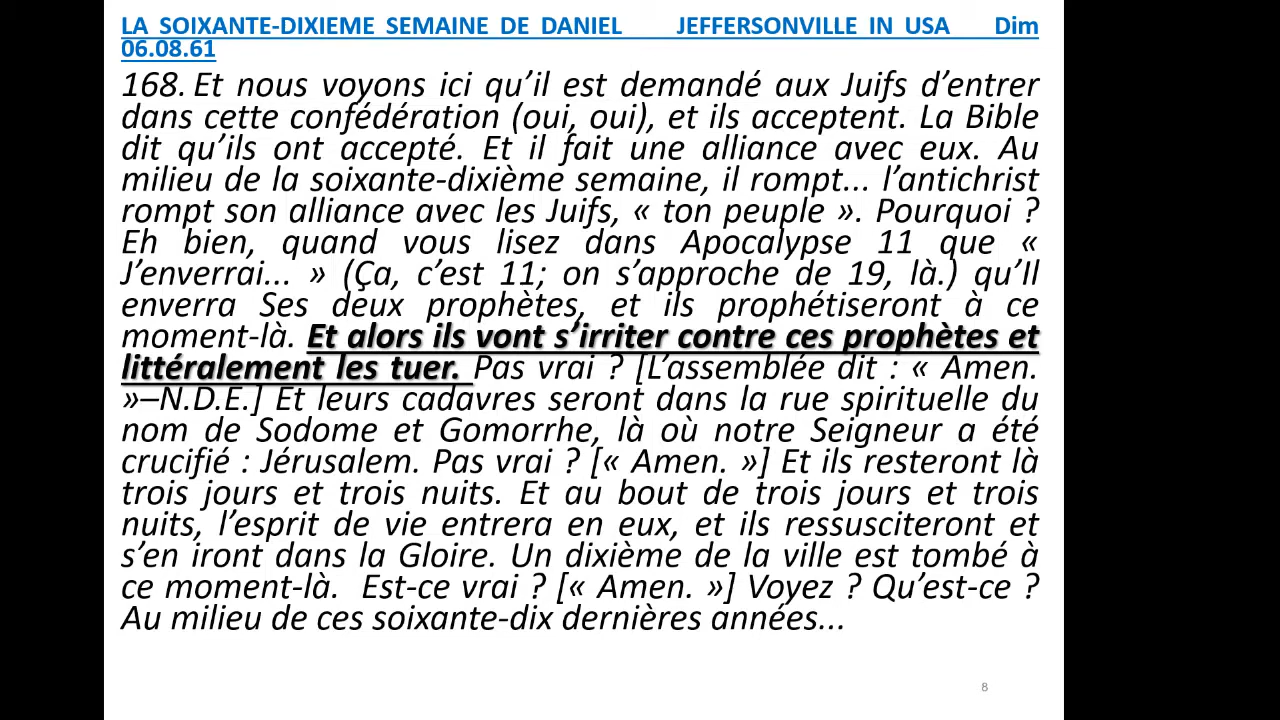 LA SOIXANTE-DIXIEME SEMAINE DE DANIEL JEFFERSONVILLE IN USA Dim
06.08.61
168. Et nous voyons ici qu’il est demandé aux Juifs d’entrer
dans cette confédération (oui, oui), et ils acceptent. La Bible
dit qu’ils ont accepté. Et il fait une alliance avec eux. Au
milieu de la soixante-dixième semaine, il rompt... l’antichrist
rompt son alliance avec les Juifs, « ton peuple ». Pourquoi ?
Eh bien, quand vous lisez dans Apocalypse 11 que «
J’enverrai... » (Ça, c’est 11; on s’approche de 19, là.) qu’Il
enverra Ses deux prophètes, et ils prophétiseront à ce
moment-là. Et alors ils vont s’irriter contre ces prophètes et
littéralement les tuer. Pas vrai ? [L’assemblée dit : « Amen.
»–N.D.E.] Et leurs cadavres seront dans la rue spirituelle du
nom de Sodome et Gomorrhe, là où notre Seigneur a été
crucifié : Jérusalem. Pas vrai ? [« Amen. »] Et ils resteront là
trois jours et trois nuits. Et au bout de trois jours et trois
nuits, l’esprit de vie entrera en eux, et ils ressusciteront et
s’en iront dans la Gloire. Un dixième de la ville est tombé à
ce moment-là. Est-ce vrai ? [« Amen. »] Voyez ? Qu’est-ce ?
Au milieu de ces soixante-dix dernières années...
8